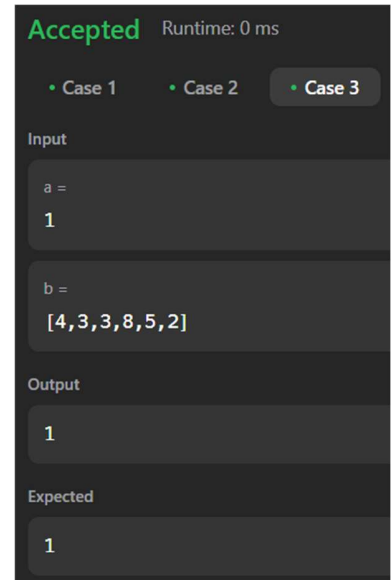 Accepted Runtime: 0 ms
• Case 1 • Case 2 • Case 3
Input
a =
1
b =
[4,3,3,8,5,2]
Output
1
Expected
1